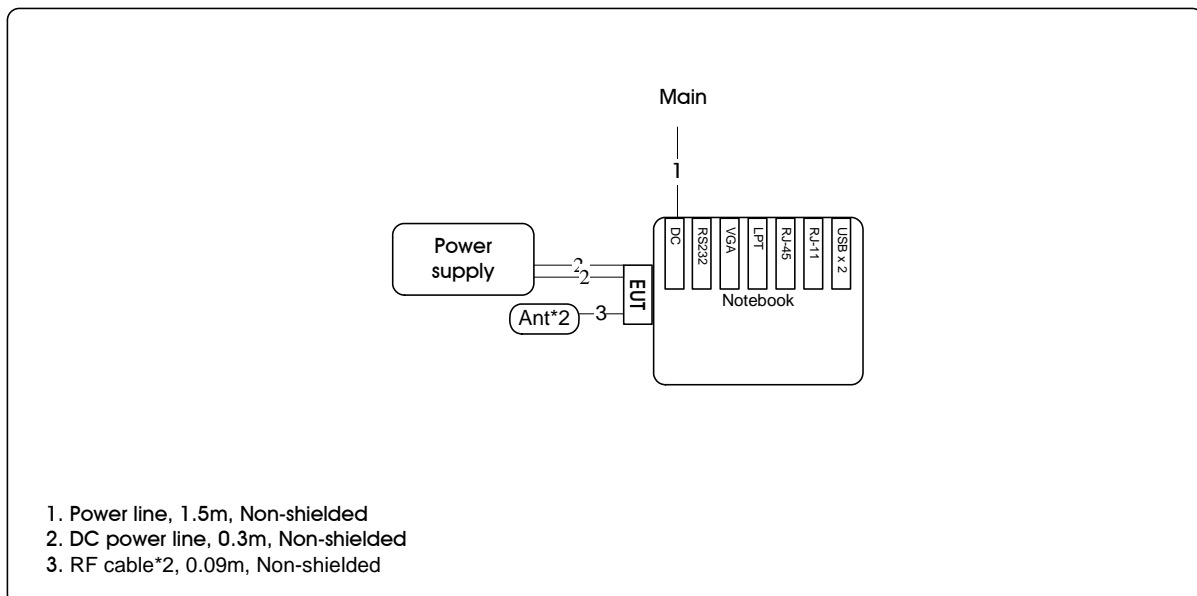 Main
1
Power
supply
2
2
EUT
Ant*2
3
DC
RS232
VGA
LPT
RJ-45
RJ-11
USB x 2
Notebook
1. Power line, 1.5m, Non-shielded
2. DC power line, 0.3m, Non-shielded
3. RF cable*2, 0.09m, Non-shielded